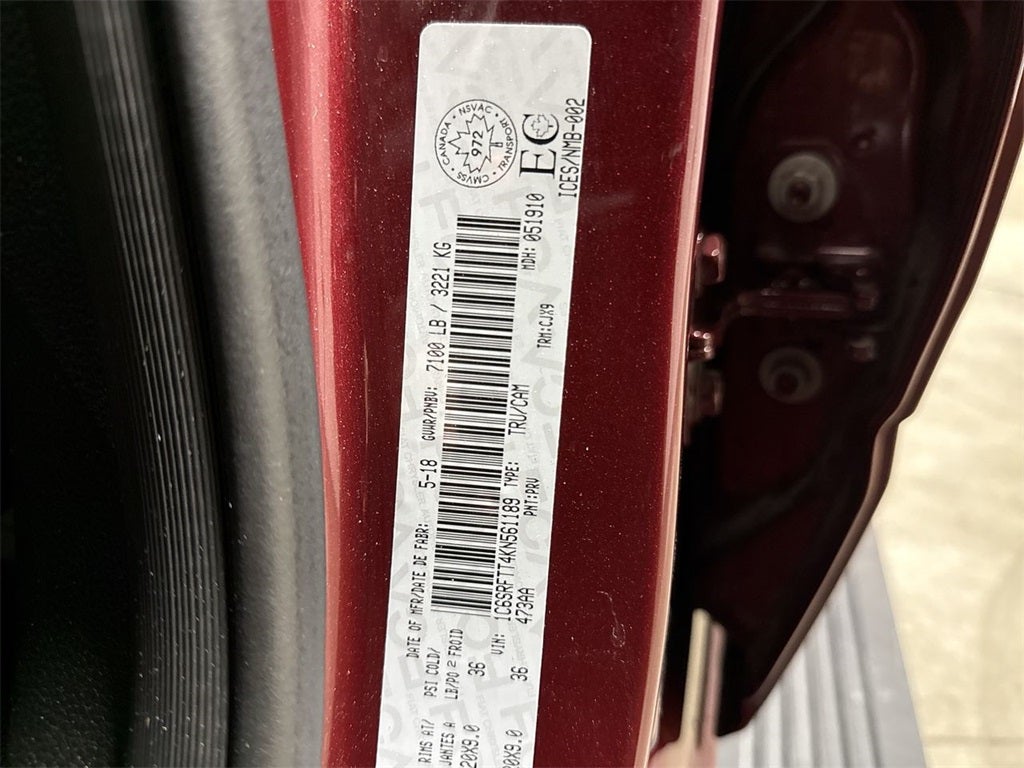 DATE OF MFR/DATE DE FABR: 5-18 GVWR/PNBV: 7100 LB / 3221 KG
RIMS AT/ PSI COLD/
JANTES A LB/PO2 FROID
20X9.0 36
VIN: 1C6SRFTT4KN561189 TYPE: TRU/CAM MDH: 051910
473AA PNT:PRV TRM:CJX9
20X9.0 36
CMVSS • CANADA • NSVAC • TRANSPORT
972
EC
ICES/NMB-002